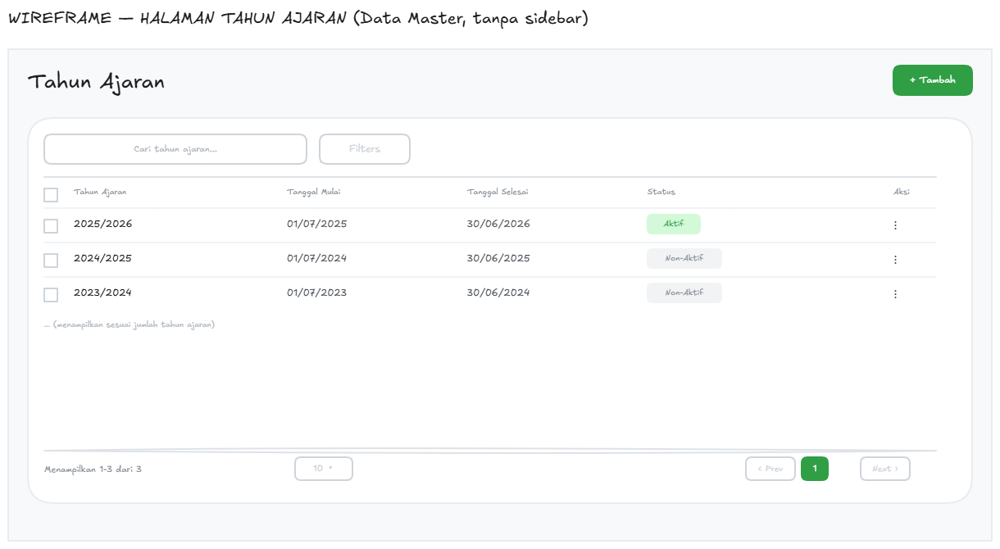 WIREFRAME — HALAMAN TAHUN AJARAN (Data Master, tanpa sidebar)
Tahun Ajaran
+ Tambah
Cari tahun ajaran...
Filters
Tahun Ajaran Tanggal Mulai Tanggal Selesai Status Aksi
2025/2026 01/07/2025 30/06/2026 Aktif ⋮
2024/2025 01/07/2024 30/06/2025 Non-Aktif ⋮
2023/2024 01/07/2023 30/06/2024 Non-Aktif ⋮
... (menampilkan sesuai jumlah tahun ajaran)
Menampilkan 1-3 dari 3 10 ▾ ‹ Prev 1 Next ›